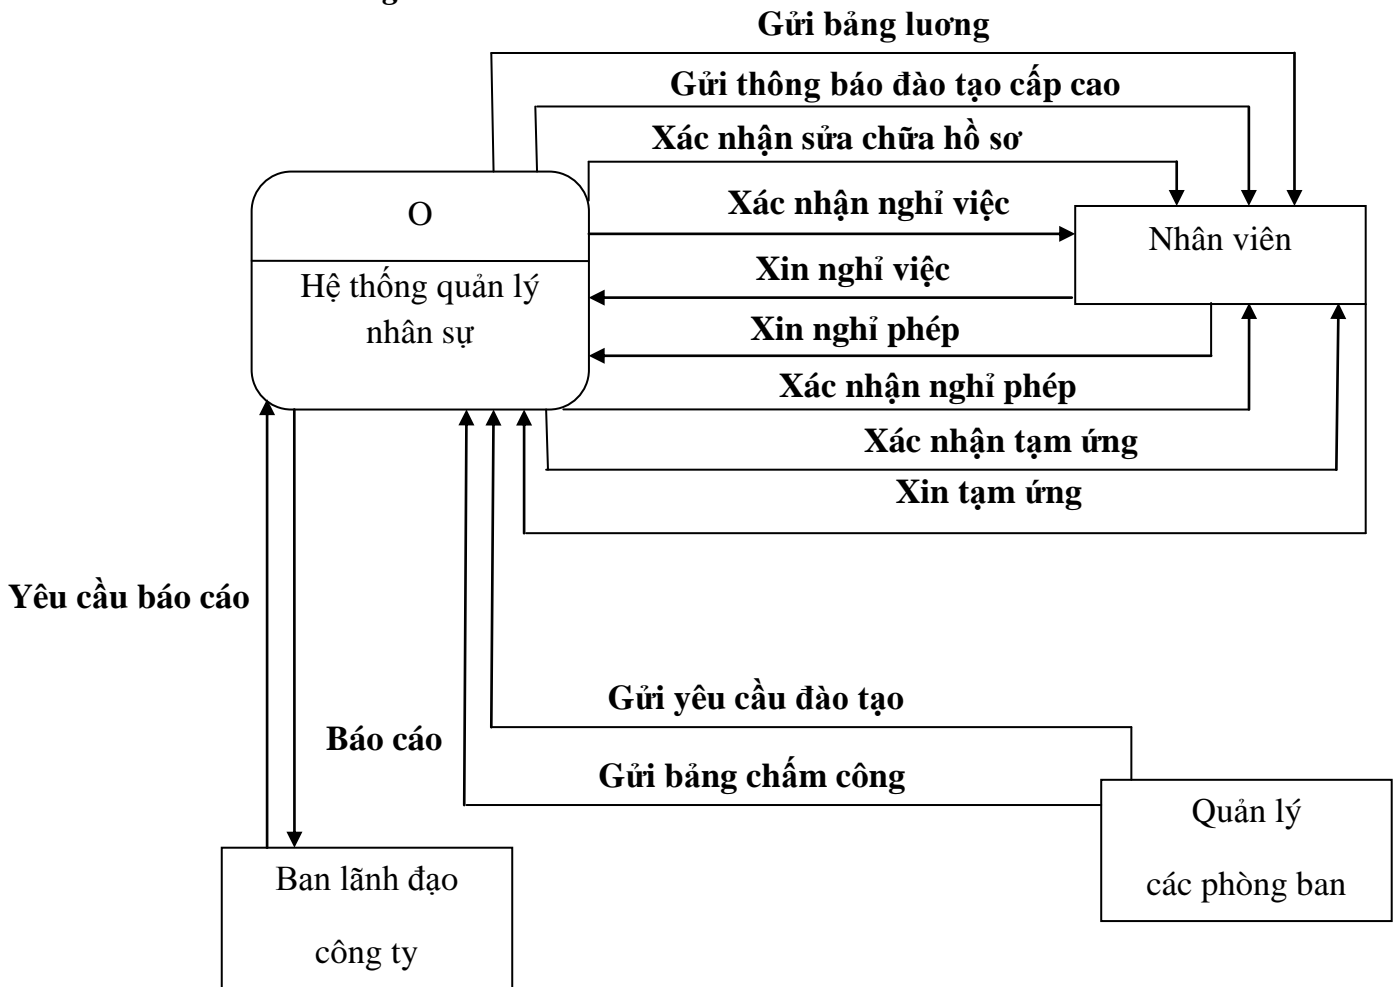 g
Gửi bảng luơng
Gửi thông báo đào tạo cấp cao
Xác nhận sửa chữa hồ sơ
O
Xác nhận nghỉ việc
Nhân viên
Hệ thống quản lý
nhân sự
Xin nghỉ việc
Xin nghỉ phép
Xác nhận nghỉ phép
Xác nhận tạm ứng
Xin tạm ứng
Yêu cầu báo cáo
Gửi yêu cầu đào tạo
Báo cáo
Gửi bảng chấm công
Quản lý
các phòng ban
Ban lãnh đạo
công ty